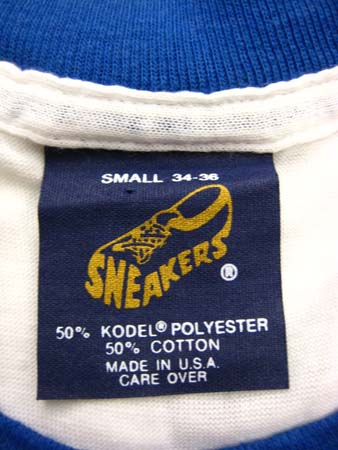 SMALL 34-36
SNEAKERS®
50% KODEL® POLYESTER
50% COTTON
MADE IN U.S.A.
CARE OVER